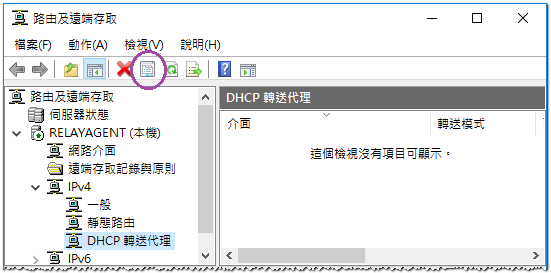 路由及遠端存取
檔案(F) 動作(A) 檢視(V) 說明(H)
路由及遠端存取
伺服器狀態
RELAYAGENT (本機)
網路介面
遠端存取記錄與原則
IPv4
一般
靜態路由
DHCP 轉送代理
IPv6
DHCP 轉送代理
介面 轉送模式
這個檢視沒有項目可顯示。